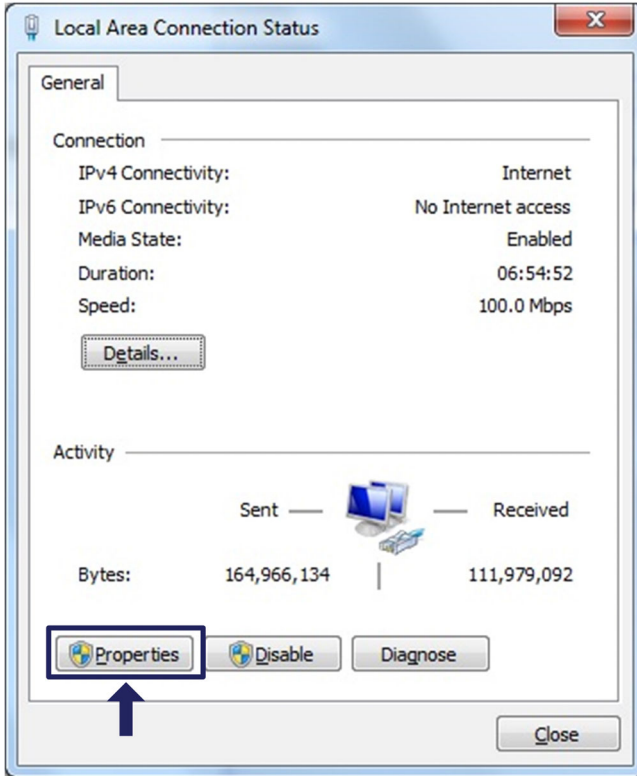 Local Area Connection Status
General
Connection
IPv4 Connectivity: Internet
IPv6 Connectivity: No Internet access
Media State: Enabled
Duration: 06:54:52
Speed: 100.0 Mbps
Details...
Activity
Sent Received
Bytes: 164,966,134 111,979,092
Properties Disable Diagnose
Close